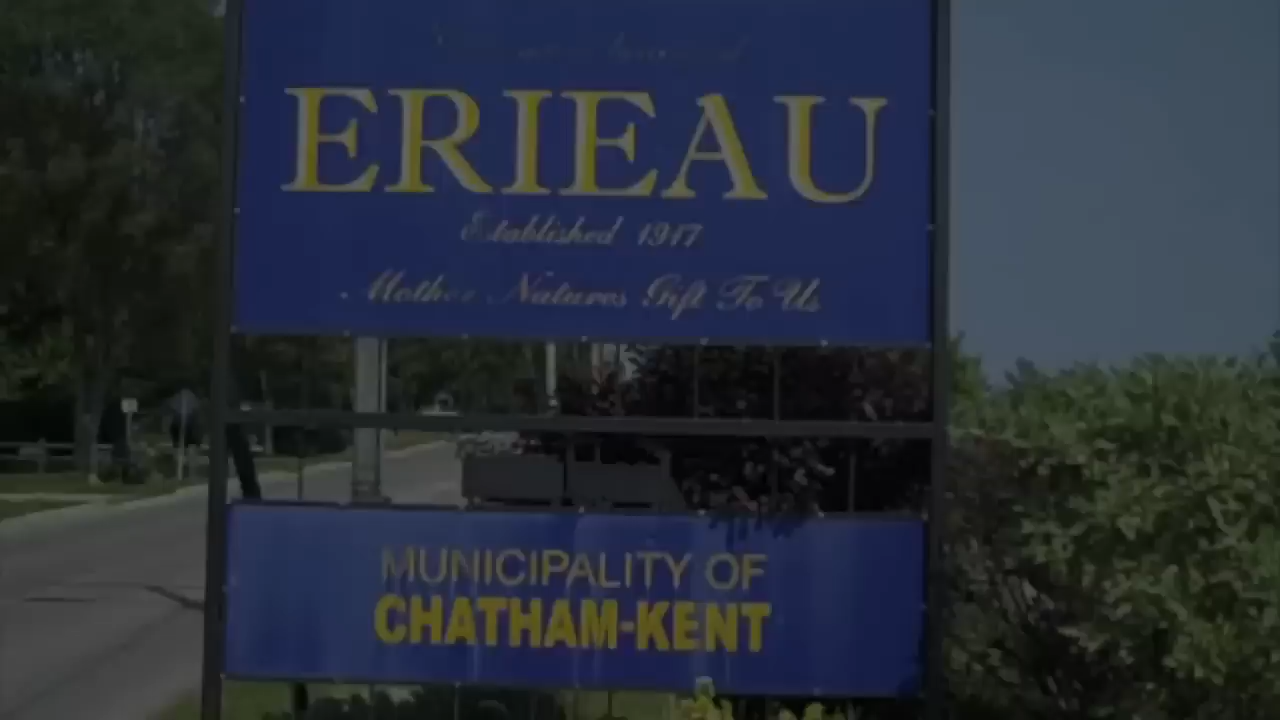 ERIEAU
Established 1917
Mother Natures Gift To Us
MUNICIPALITY OF
CHATHAM-KENT